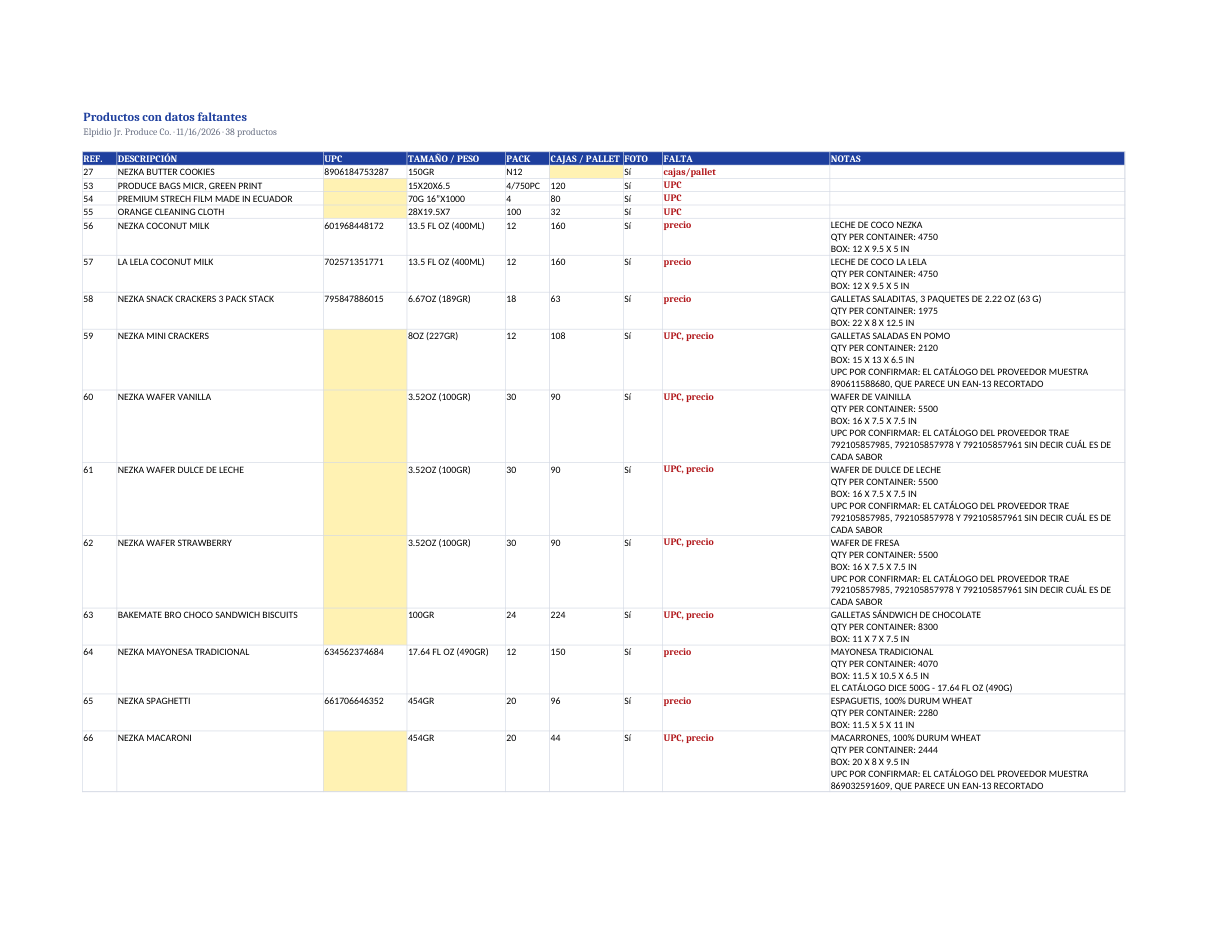 Productos con datos faltantes
Elpidio Jr. Produce Co. · 11/16/2026 · 38 productos
REF. DESCRIPCIÓN UPC TAMAÑO / PESO PACK CAJAS / PALLET FOTO FALTA NOTAS
27 NEZKA BUTTER COOKIES 8906184753287 150GR N12 Sí cajas/pallet
53 PRODUCE BAGS MICR, GREEN PRINT 15X20X6.5 4/750PC 120 Sí UPC
54 PREMIUM STRECH FILM MADE IN ECUADOR 70G 16"X1000 4 80 Sí UPC
55 ORANGE CLEANING CLOTH 28X19.5X7 100 32 Sí UPC
56 NEZKA COCONUT MILK 601968448172 13.5 FL OZ (400ML) 12 160 Sí precio LECHE DE COCO NEZKA
QTY PER CONTAINER: 4750
BOX: 12 X 9.5 X 5 IN
57 LA LELA COCONUT MILK 702571351771 13.5 FL OZ (400ML) 12 160 Sí precio LECHE DE COCO LA LELA
QTY PER CONTAINER: 4750
BOX: 12 X 9.5 X 5 IN
58 NEZKA SNACK CRACKERS 3 PACK STACK 795847886015 6.67OZ (189GR) 18 63 Sí precio GALLETAS SALADITAS, 3 PAQUETES DE 2.22 OZ (63 G)
QTY PER CONTAINER: 1975
BOX: 22 X 8 X 12.5 IN
59 NEZKA MINI CRACKERS 8OZ (227GR) 12 108 Sí UPC, precio GALLETAS SALADAS EN POMO
QTY PER CONTAINER: 2120
BOX: 15 X 13 X 6.5 IN
UPC POR CONFIRMAR: EL CATÁLOGO DEL PROVEEDOR MUESTRA
890611588680, QUE PARECE UN EAN-13 RECORTADO
60 NEZKA WAFER VANILLA 3.52OZ (100GR) 30 90 Sí UPC, precio WAFER DE VAINILLA
QTY PER CONTAINER: 5500
BOX: 16 X 7.5 X 7.5 IN
UPC POR CONFIRMAR: EL CATÁLOGO DEL PROVEEDOR TRAE
792105857985, 792105857978 Y 792105857961 SIN DECIR CUÁL ES DE
CADA SABOR
61 NEZKA WAFER DULCE DE LECHE 3.52OZ (100GR) 30 90 Sí UPC, precio WAFER DE DULCE DE LECHE
QTY PER CONTAINER: 5500
BOX: 16 X 7.5 X 7.5 IN
UPC POR CONFIRMAR: EL CATÁLOGO DEL PROVEEDOR TRAE
792105857985, 792105857978 Y 792105857961 SIN DECIR CUÁL ES DE
CADA SABOR
62 NEZKA WAFER STRAWBERRY 3.52OZ (100GR) 30 90 Sí UPC, precio WAFER DE FRESA
QTY PER CONTAINER: 5500
BOX: 16 X 7.5 X 7.5 IN
UPC POR CONFIRMAR: EL CATÁLOGO DEL PROVEEDOR TRAE
792105857985, 792105857978 Y 792105857961 SIN DECIR CUÁL ES DE
CADA SABOR
63 BAKEMATE BRO CHOCO SANDWICH BISCUITS 100GR 24 224 Sí UPC, precio GALLETAS SÁNDWICH DE CHOCOLATE
QTY PER CONTAINER: 8300
BOX: 11 X 7 X 7.5 IN
64 NEZKA MAYONESA TRADICIONAL 634562374684 17.64 FL OZ (490GR) 12 150 Sí precio MAYONESA TRADICIONAL
QTY PER CONTAINER: 4070
BOX: 11.5 X 10.5 X 6.5 IN
EL CATÁLOGO DICE 500G - 17.64 FL OZ (490G)
65 NEZKA SPAGHETTI 661706646352 454GR 20 96 Sí precio ESPAGUETIS, 100% DURUM WHEAT
QTY PER CONTAINER: 2280
BOX: 11.5 X 5 X 11 IN
66 NEZKA MACARONI 454GR 20 44 Sí UPC, precio MACARRONES, 100% DURUM WHEAT
QTY PER CONTAINER: 2444
BOX: 20 X 8 X 9.5 IN
UPC POR CONFIRMAR: EL CATÁLOGO DEL PROVEEDOR MUESTRA
869032591609, QUE PARECE UN EAN-13 RECORTADO